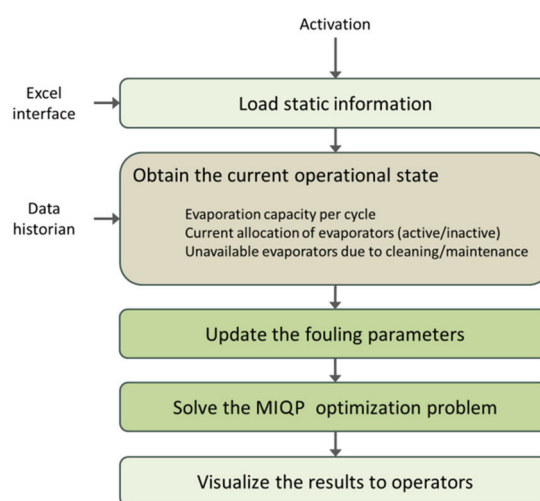 Activation
Excel
interface
Load static information
Obtain the current operational state
Data
historian
Evaporation capacity per cycle
Current allocation of evaporators (active/inactive)
Unavailable evaporators due to cleaning/maintenance
Update the fouling parameters
Solve the MIQP optimization problem
Visualize the results to operators